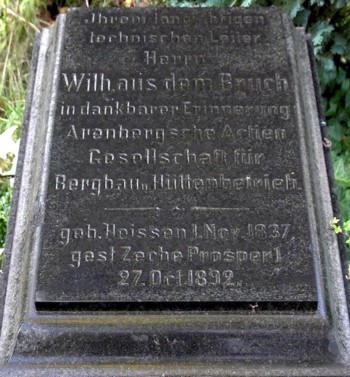 Ihrem langjährigen
technischen Leiter
Herrn
Wilh. aus dem Bruch
in dankbarer Erinnerung
Arenbergsche Actien
Gesellschaft für
Bergbau u. Hüttenbetrieb.
geb. Heissen 1. Nov. 1837,
gest. Zeche Prosper I
27. Oct. 1892.